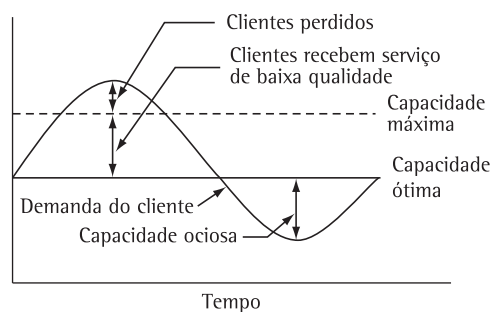 Clientes perdidos
Clientes recebem serviço
de baixa qualidade
Capacidade
máxima
Capacidade
ótima
Demanda do cliente
Capacidade ociosa
Tempo